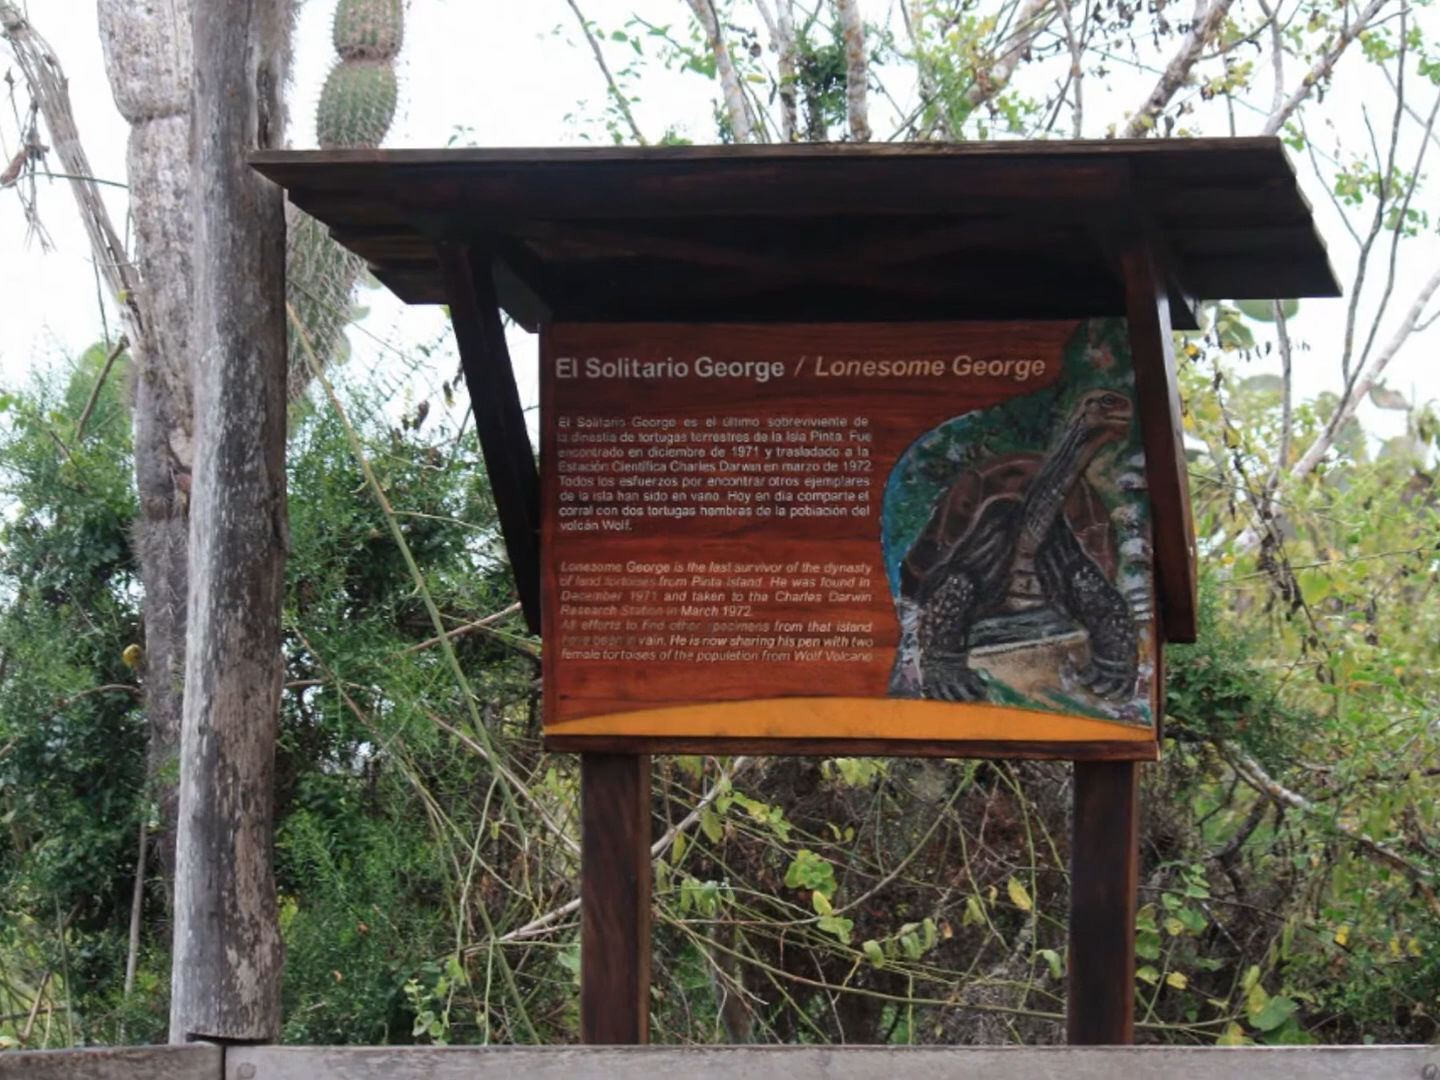 El Solitario George / Lonesome George
El Solitario George es el último sobreviviente de
la dinastía de tortugas terrestres de la Isla Pinta. Fue
encontrado en diciembre de 1971 y trasladado a la
Estación Científica Charles Darwin en marzo de 1972.
Todos los esfuerzos por encontrar otros ejemplares
de la isla han sido en vano. Hoy en día comparte el
corral con dos tortugas hembras de la población del
volcán Wolf.
Lonesome George is the last survivor of the dynasty
of land tortoises from Pinta Island. He was found in
December 1971 and taken to the Charles Darwin
Research Station in March 1972.
All efforts to find other specimens from that island
have been in vain. He is now sharing his pen with two
female tortoises of the population from Wolf Volcano